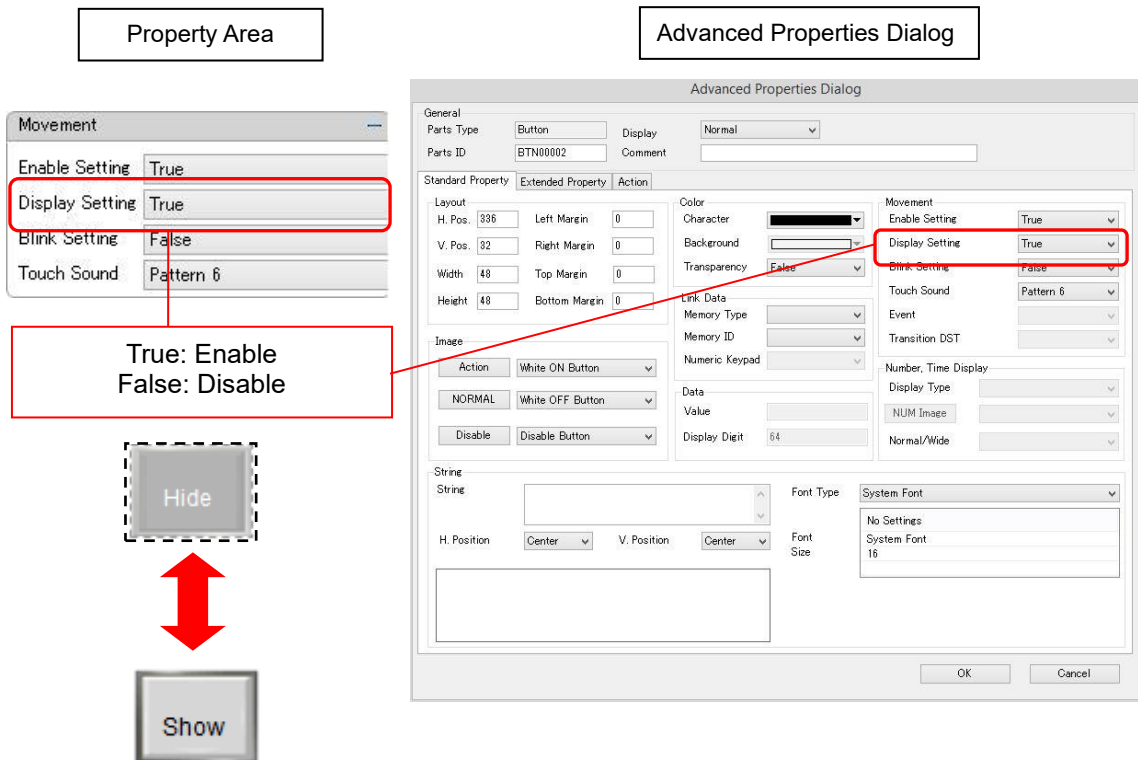 Property Area
Advanced Properties Dialog
Movement
Enable Setting True
Display Setting True
Blink Setting False
Touch Sound Pattern 6
True: Enable
False: Disable
Hide
Show
Advanced Properties Dialog
General
Parts Type Button Display Normal
Parts ID BTN00002 Comment
Standard Property Extended Property Action
Layout
H. Pos. 336 Left Margin 0
V. Pos. 32 Right Margin 0
Width 48 Top Margin 0
Height 48 Bottom Margin 0
Image
Action White ON Button
NORMAL White OFF Button
Disable Disable Button
Color
Character
Background
Transparency False
Link Data
Memory Type
Memory ID
Numeric Keypad
Data
Value
Display Digit 64
Movement
Enable Setting True
Display Setting True
Blink Setting False
Touch Sound Pattern 6
Event
Transition DST
Number, Time Display
Display Type
NUM Image
Normal/Wide
String
String Font Type System Font
No Settings
H. Position Center V. Position Center Font Size System Font
16
OK Cancel